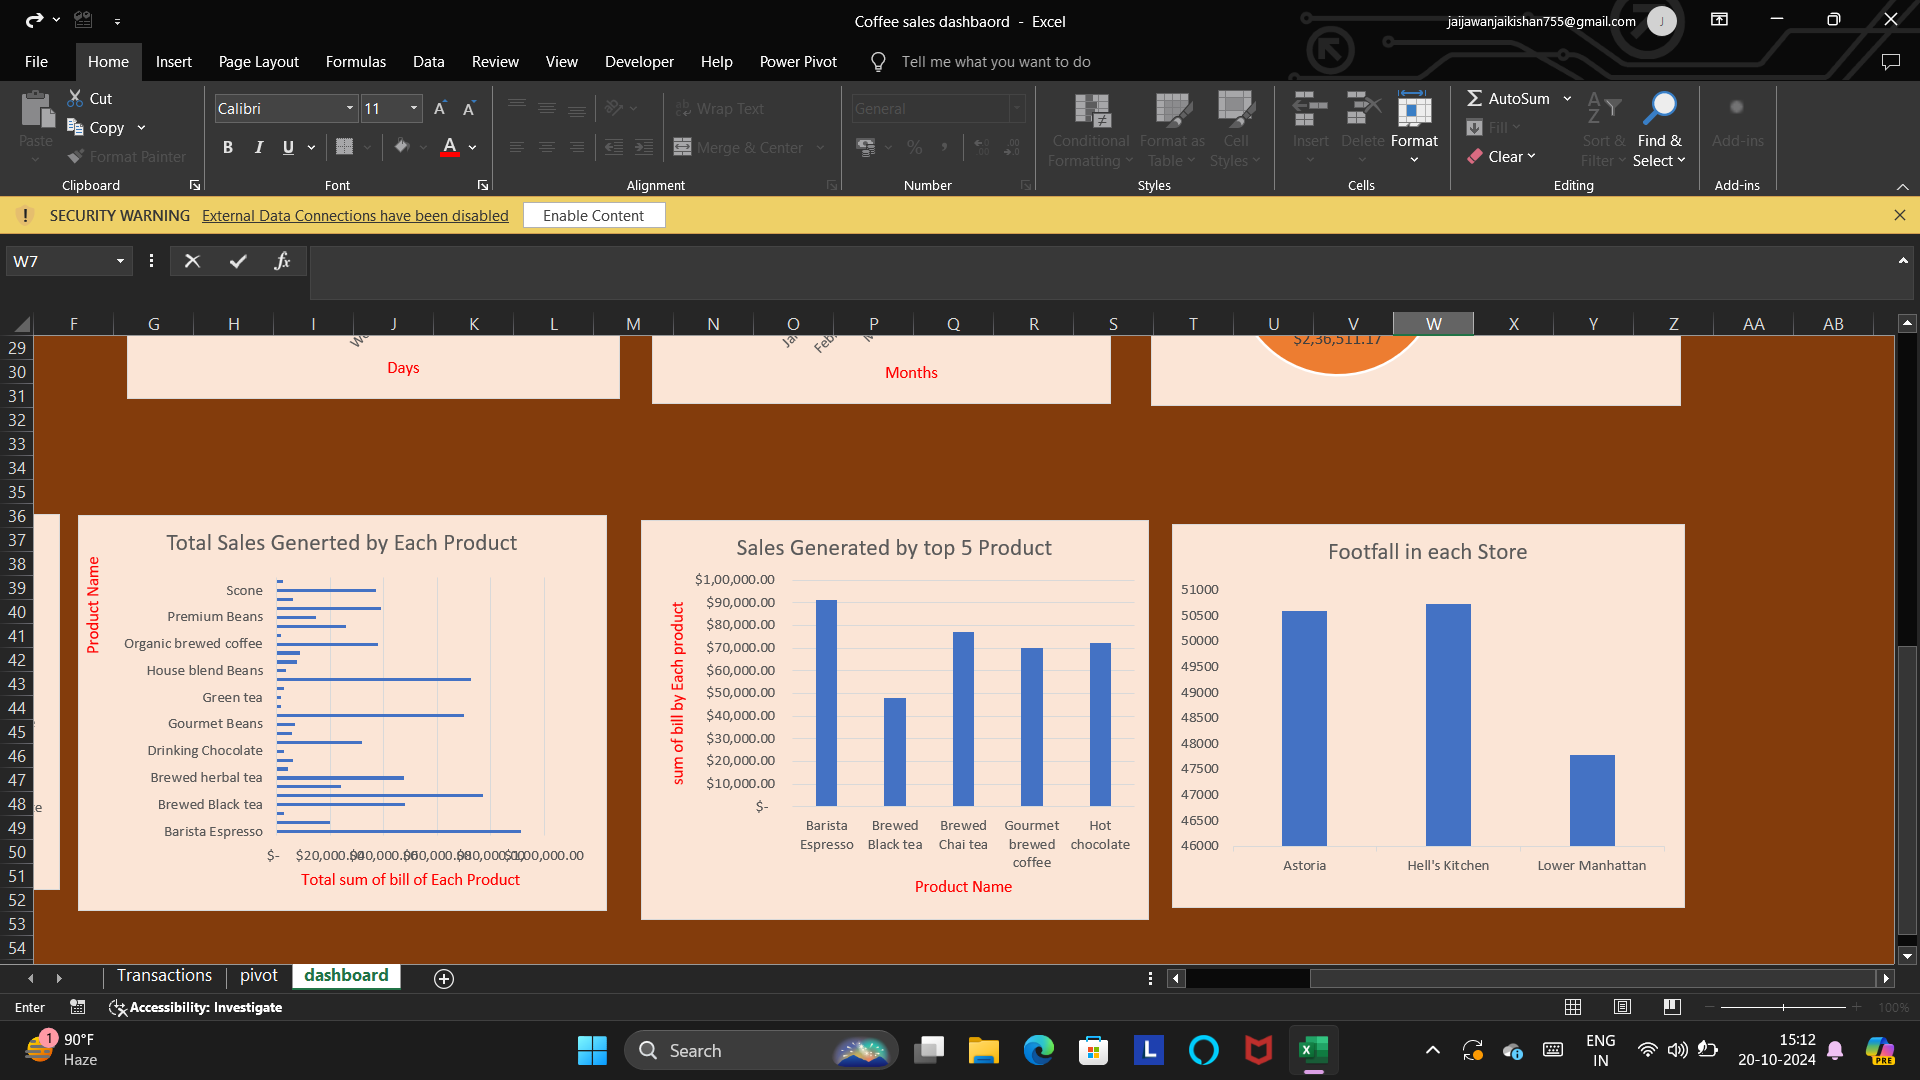 Coffee sales dashbaord - Excel
jaijawanjaikishan755@gmail.com
J
File Home Insert Page Layout Formulas Data Review View Developer Help Power Pivot Tell me what you want to do
Paste
Cut
Copy
Format Painter
Clipboard
Calibri 11
B I U
Font
Wrap Text
Merge & Center
Alignment
General
Number
Conditional Formatting
Format as Table
Cell Styles
Styles
Insert
Delete
Format
Cells
AutoSum
Fill
Clear
Sort & Filter
Find & Select
Editing
Add-ins
Add-ins
SECURITY WARNING External Data Connections have been disabled Enable Content
W7
fx
F G H I J K L M N O P Q R S T U V W X Y Z AA AB
29
30
31
32
33
34
35
36
37
38
39
40
41
42
43
44
45
46
47
48
49
50
51
52
53
54
Days
Months
$2,36,511.17
Total Sales Generted by Each Product
Product Name
Scone
Premium Beans
Organic brewed coffee
House blend Beans
Green tea
Gourmet Beans
Drinking Chocolate
Brewed herbal tea
Brewed Black tea
Barista Espresso
$- $20,000.00 $40,000.00 $60,000.00 $80,000.00 $1,00,000.00
Total sum of bill of Each Product
Sales Generated by top 5 Product
sum of bill by Each product
$1,00,000.00
$90,000.00
$80,000.00
$70,000.00
$60,000.00
$50,000.00
$40,000.00
$30,000.00
$20,000.00
$10,000.00
$-
Barista Espresso
Brewed Black tea
Brewed Chai tea
Gourmet brewed coffee
Hot chocolate
Product Name
Footfall in each Store
51000
50500
50000
49500
49000
48500
48000
47500
47000
46500
46000
Astoria Hell's Kitchen Lower Manhattan
Transactions pivot dashboard
Enter Accessibility: Investigate
100%
1
90°F
Haze
Search
L
ENG
IN
15:12
20-10-2024
PRE